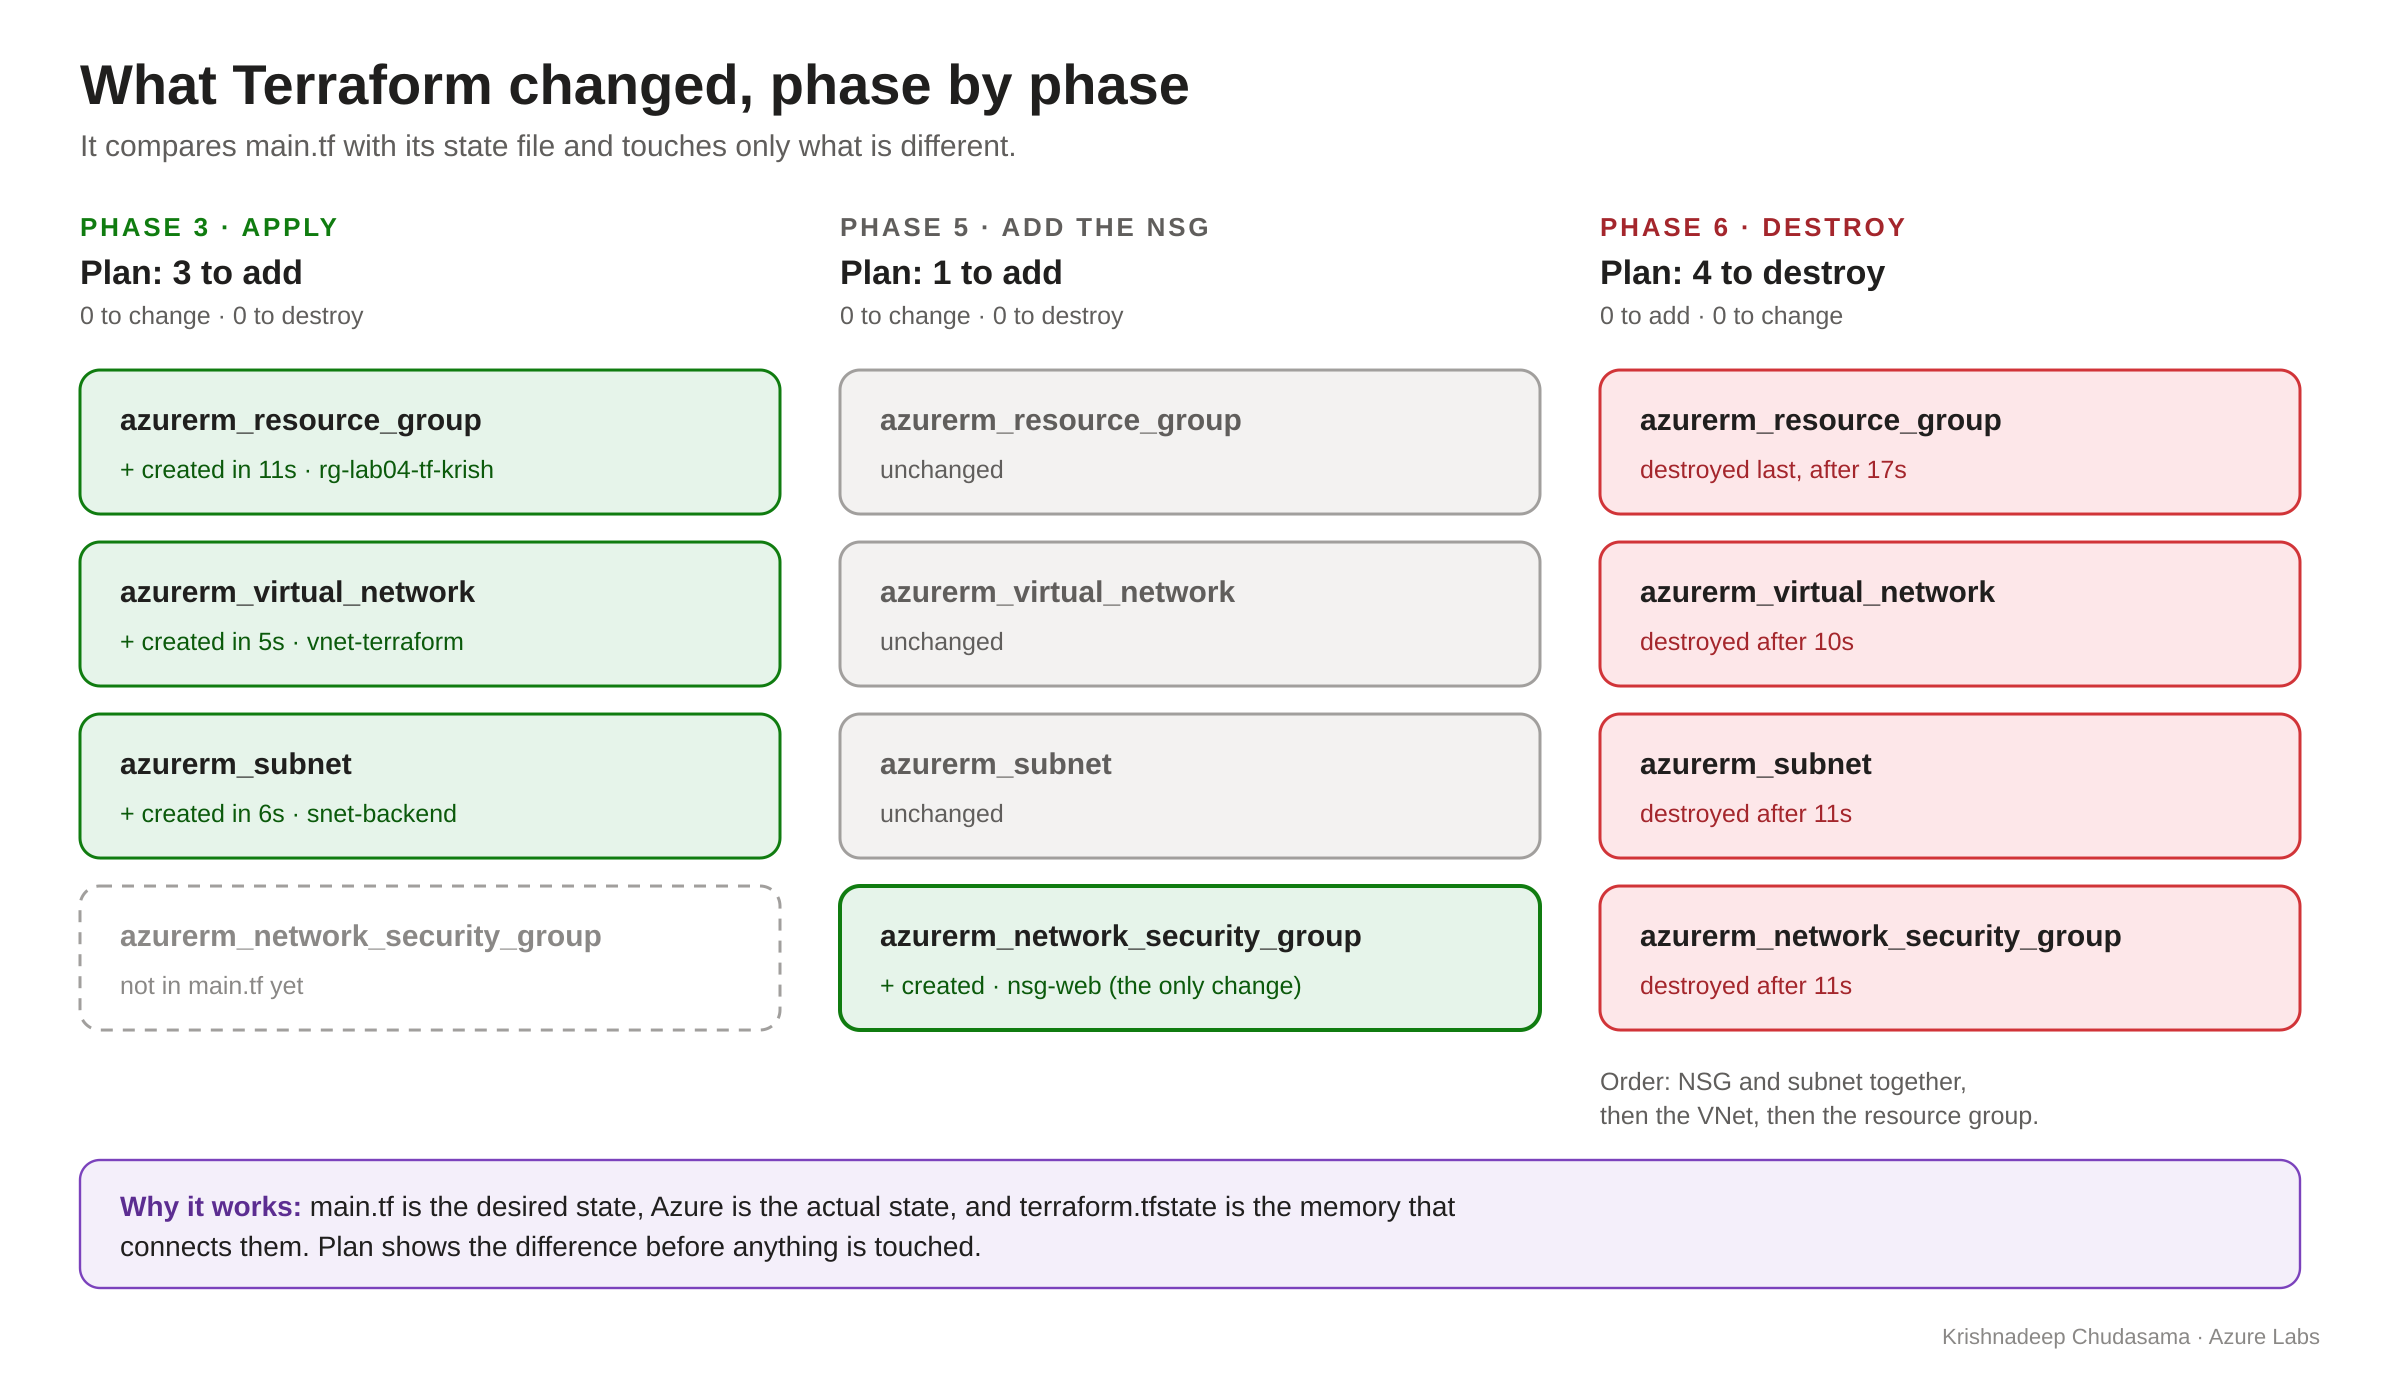 What Terraform changed, phase by phase
It compares main.tf with its state file and touches only what is different.
PHASE 3 · APPLY
Plan: 3 to add
0 to change · 0 to destroy
azurerm_resource_group
+ created in 11s · rg-lab04-tf-krish
azurerm_virtual_network
+ created in 5s · vnet-terraform
azurerm_subnet
+ created in 6s · snet-backend
azurerm_network_security_group
not in main.tf yet
PHASE 5 · ADD THE NSG
Plan: 1 to add
0 to change · 0 to destroy
azurerm_resource_group
unchanged
azurerm_virtual_network
unchanged
azurerm_subnet
unchanged
azurerm_network_security_group
+ created · nsg-web (the only change)
PHASE 6 · DESTROY
Plan: 4 to destroy
0 to add · 0 to change
azurerm_resource_group
destroyed last, after 17s
azurerm_virtual_network
destroyed after 10s
azurerm_subnet
destroyed after 11s
azurerm_network_security_group
destroyed after 11s
Order: NSG and subnet together,
then the VNet, then the resource group.
Why it works: main.tf is the desired state, Azure is the actual state, and terraform.tfstate is the memory that
connects them. Plan shows the difference before anything is touched.
Krishnadeep Chudasama · Azure Labs